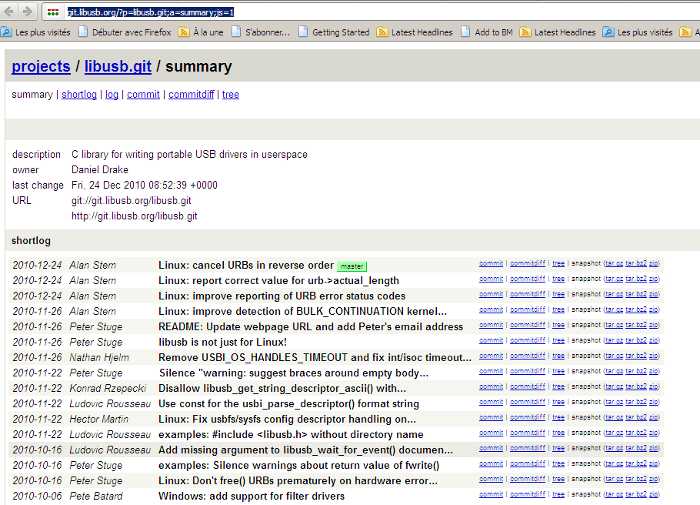 git.libusb.org/?p=libusb.git;a=summary;js=1
Les plus visités Débuter avec Firefox À la une S'abonner... Getting Started Latest Headlines Add to BM Latest Headlines Les plus visités
projects / libusb.git / summary
summary | shortlog | log | commit | commitdiff | tree
description C library for writing portable USB drivers in userspace
owner Daniel Drake
last change Fri, 24 Dec 2010 08:52:39 +0000
URL git://git.libusb.org/libusb.git
http://git.libusb.org/libusb.git
shortlog
2010-12-24 Alan Stern Linux: cancel URBs in reverse order master commit | commitdiff | tree | snapshot (tar.gz tar.bz2 zip)
2010-12-24 Alan Stern Linux: report correct value for urb->actual_length commit | commitdiff | tree | snapshot (tar.gz tar.bz2 zip)
2010-12-24 Alan Stern Linux: improve reporting of URB error status codes commit | commitdiff | tree | snapshot (tar.gz tar.bz2 zip)
2010-11-26 Alan Stern Linux: improve detection of BULK_CONTINUATION kernel... commit | commitdiff | tree | snapshot (tar.gz tar.bz2 zip)
2010-11-26 Peter Stuge README: Update webpage URL and add Peter's email address commit | commitdiff | tree | snapshot (tar.gz tar.bz2 zip)
2010-11-26 Peter Stuge libusb is not just for Linux! commit | commitdiff | tree | snapshot (tar.gz tar.bz2 zip)
2010-11-26 Nathan Hjelm Remove USBI_OS_HANDLES_TIMEOUT and fix int/isoc timeout... commit | commitdiff | tree | snapshot (tar.gz tar.bz2 zip)
2010-11-22 Peter Stuge Silence "warning: suggest braces around empty body... commit | commitdiff | tree | snapshot (tar.gz tar.bz2 zip)
2010-11-22 Konrad Rzepecki Disallow libusb_get_string_descriptor_ascii() with... commit | commitdiff | tree | snapshot (tar.gz tar.bz2 zip)
2010-11-22 Ludovic Rousseau Use const for the usbi_parse_descriptor() format string commit | commitdiff | tree | snapshot (tar.gz tar.bz2 zip)
2010-11-22 Hector Martin Linux: Fix usbfs/sysfs config descriptor handling on... commit | commitdiff | tree | snapshot (tar.gz tar.bz2 zip)
2010-11-22 Ludovic Rousseau examples: #include <libusb.h> without directory name commit | commitdiff | tree | snapshot (tar.gz tar.bz2 zip)
2010-10-16 Ludovic Rousseau Add missing argument to libusb_wait_for_event() documen... commit | commitdiff | tree | snapshot (tar.gz tar.bz2 zip)
2010-10-16 Peter Stuge examples: Silence warnings about return value of fwrite() commit | commitdiff | tree | snapshot (tar.gz tar.bz2 zip)
2010-10-16 Peter Stuge Linux: Don't free() URBs prematurely on hardware error... commit | commitdiff | tree | snapshot (tar.gz tar.bz2 zip)
2010-10-06 Pete Batard Windows: add support for filter drivers commit | commitdiff | tree | snapshot (tar.gz tar.bz2 zip)